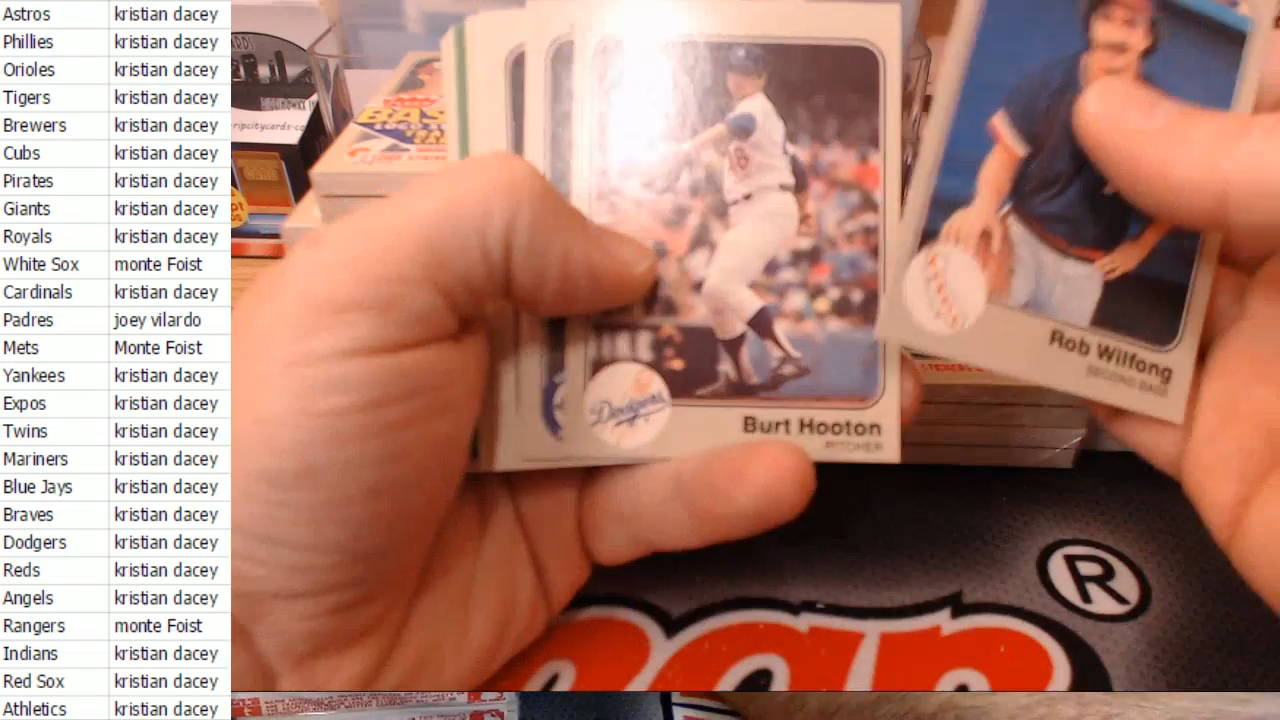 Astros kristian dacey
Phillies kristian dacey
Orioles kristian dacey
Tigers kristian dacey
Brewers kristian dacey
Cubs kristian dacey
Pirates kristian dacey
Giants kristian dacey
Royals kristian dacey
White Sox monte Foist
Cardinals kristian dacey
Padres joey vilardo
Mets Monte Foist
Yankees kristian dacey
Expos kristian dacey
Twins kristian dacey
Mariners kristian dacey
Blue Jays kristian dacey
Braves kristian dacey
Dodgers kristian dacey
Reds kristian dacey
Angels kristian dacey
Rangers monte Foist
Indians kristian dacey
Red Sox kristian dacey
Athletics kristian dacey
Dodgers
Burt Hooton
PITCHER
Rob Wilfong
SECOND BASE
®